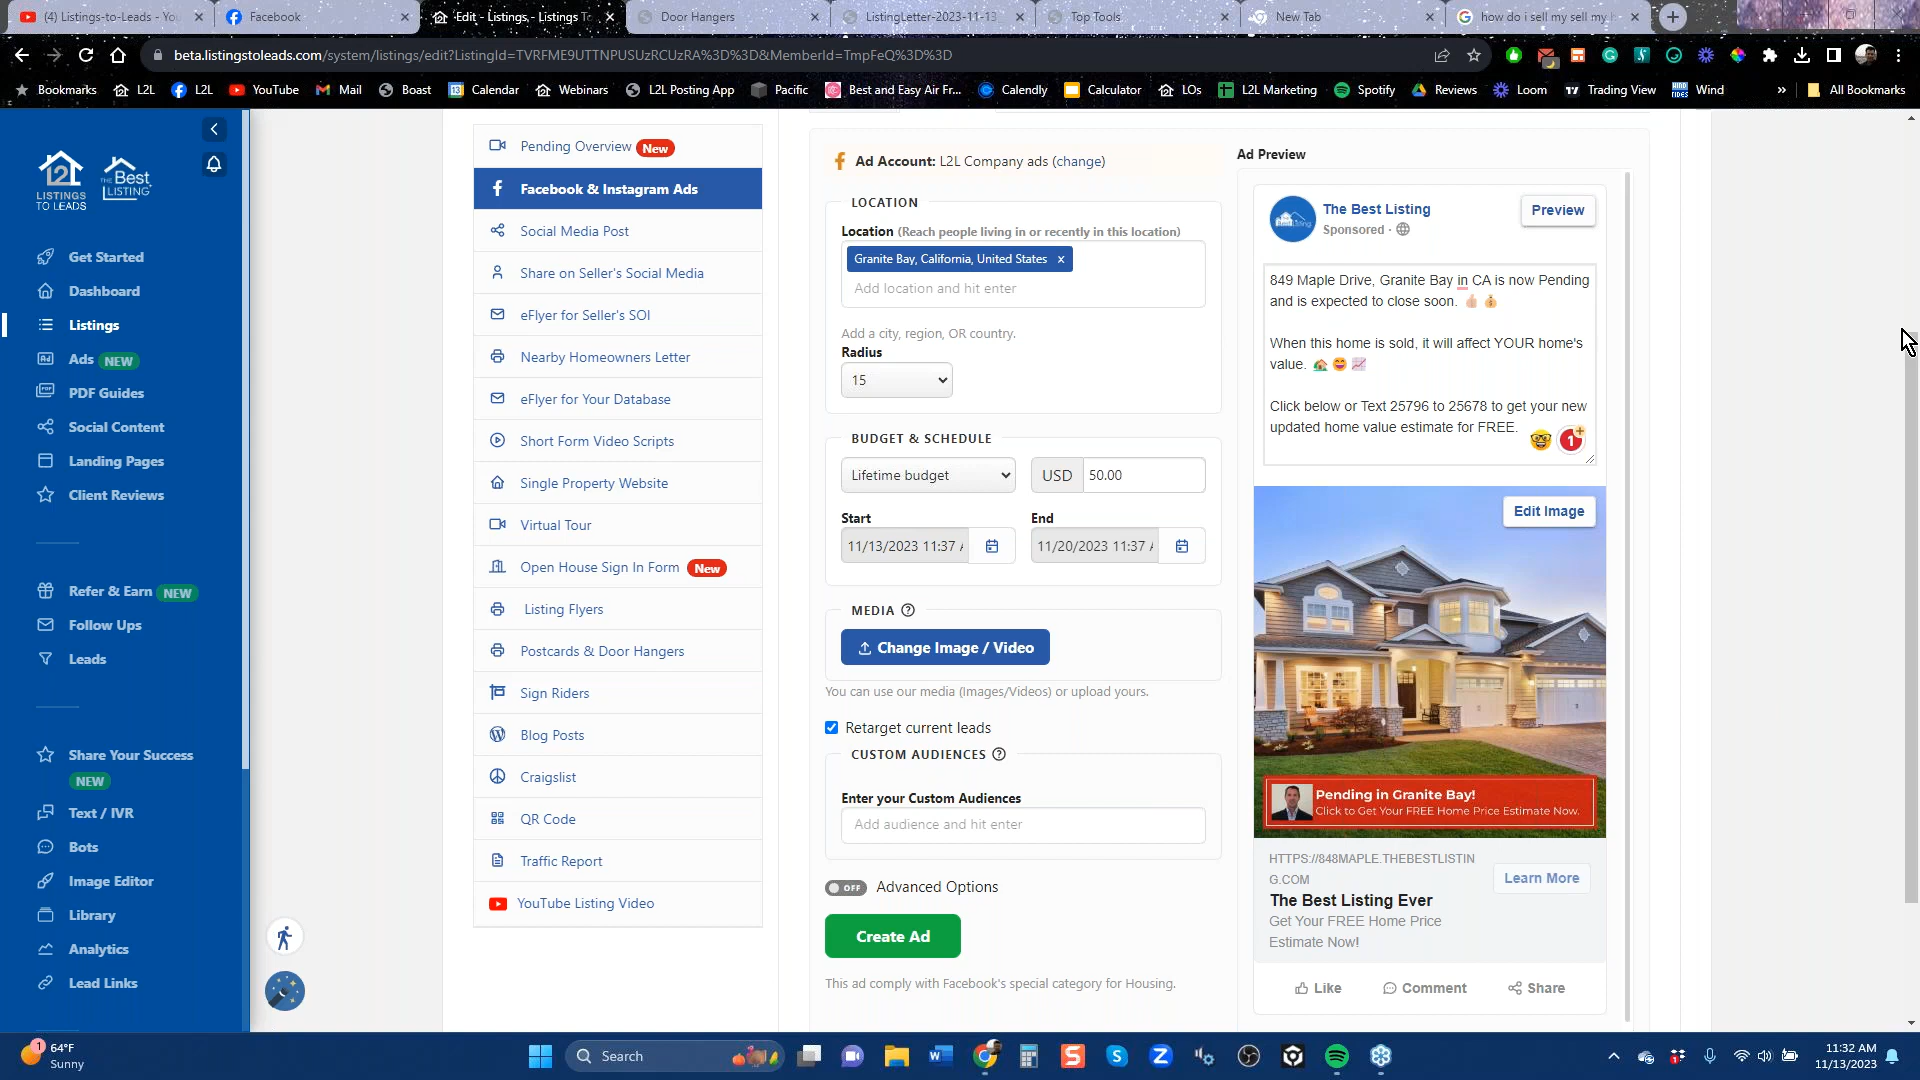 (4) Listings-to-Leads - You
Facebook
Edit - Listings, - Listings To
Door Hangers
ListingLetter-2023-11-13
Top Tools
New Tab
how do i sell my sell my h
beta.listingstoleads.com/system/listings/edit?ListingId=TVRFME9UTTNPUSUzRCUzRA%3D%3D&MemberId=TmpFeQ%3D%3D
Bookmarks
L2L
L2L
YouTube
Mail
Boast
Calendar
Webinars
L2L Posting App
Pacific
Best and Easy Air Fr...
Calendly
Calculator
LOs
L2L Marketing
Spotify
Reviews
Loom
Trading View
Wind
»
All Bookmarks
L2L
LISTINGS
TO LEADS
THE
Best
LISTING
Get Started
Dashboard
Listings
Ads NEW
PDF Guides
Social Content
Landing Pages
Client Reviews
Refer & Earn NEW
Follow Ups
Leads
Share Your Success
NEW
Text / IVR
Bots
Image Editor
Library
Analytics
Lead Links
Pending Overview New
Facebook & Instagram Ads
Social Media Post
Share on Seller's Social Media
eFlyer for Seller's SOI
Nearby Homeowners Letter
eFlyer for Your Database
Short Form Video Scripts
Single Property Website
Virtual Tour
Open House Sign In Form New
Listing Flyers
Postcards & Door Hangers
Sign Riders
Blog Posts
Craigslist
QR Code
Traffic Report
YouTube Listing Video
Ad Account: L2L Company ads (change)
LOCATION
Location (Reach people living in or recently in this location)
Granite Bay, California, United States x
Add location and hit enter
Add a city, region, OR country.
Radius
15
BUDGET & SCHEDULE
Lifetime budget
USD 50.00
Start
End
11/13/2023 11:37
11/20/2023 11:37
MEDIA ?
Change Image / Video
You can use our media (Images/Videos) or upload yours.
Retarget current leads
CUSTOM AUDIENCES ?
Enter your Custom Audiences
Add audience and hit enter
OFF Advanced Options
Create Ad
This ad comply with Facebook's special category for Housing.
Ad Preview
The Best Listing
Sponsored ·
Preview
849 Maple Drive, Granite Bay in CA is now Pending
and is expected to close soon. 👍🏻 💰
When this home is sold, it will affect YOUR home's
value. 🏡 😄 📈
Click below or Text 25796 to 25678 to get your new
updated home value estimate for FREE.
🤓 1
Edit Image
Pending in Granite Bay!
Click to Get Your FREE Home Price Estimate Now.
HTTPS://848MAPLE.THEBESTLISTIN
G.COM
The Best Listing Ever
Get Your FREE Home Price
Estimate Now!
Learn More
Like
Comment
Share
1
64°F
Sunny
Search
11:32 AM
11/13/2023